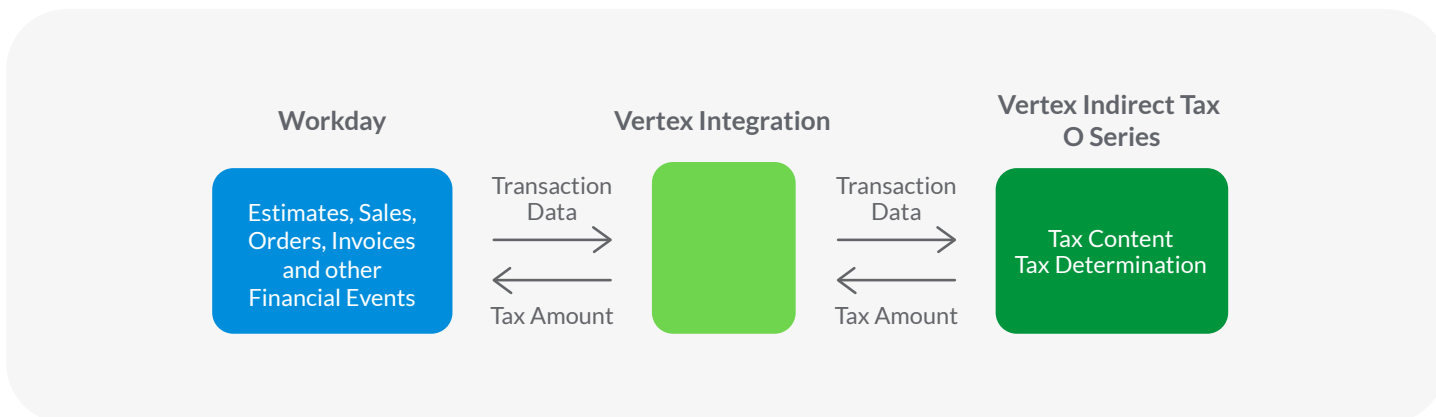 Workday
Vertex Integration
Vertex Indirect Tax
O Series
Estimates, Sales,
Orders, Invoices
and other
Financial Events
Transaction
Data
Tax Amount
Transaction
Data
Tax Amount
Tax Content
Tax Determination